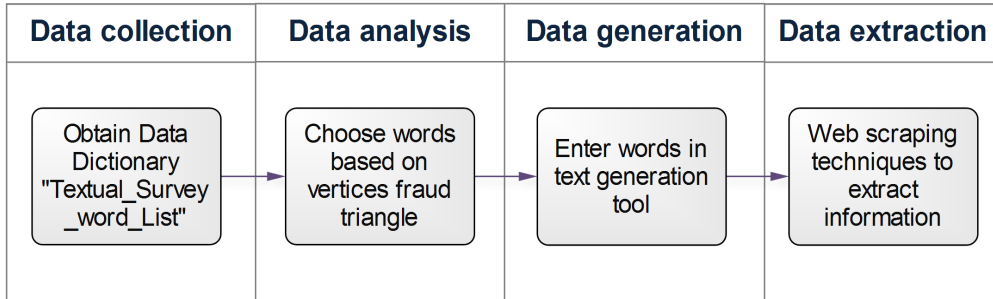 Data collection
Data analysis
Data generation
Data extraction
Obtain Data
Dictionary
"Textual_Survey
_word_List"
Choose words
based on
vertices fraud
triangle
Enter words in
text generation
tool
Web scraping
techniques to
extract
information